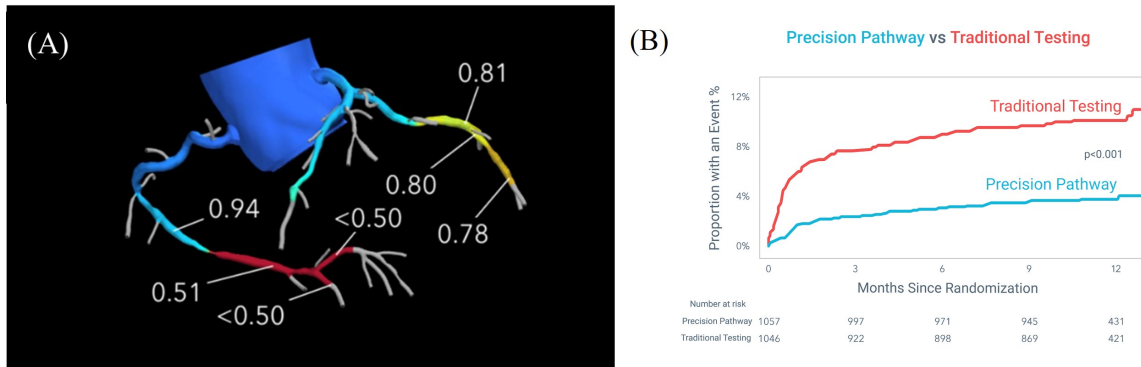 (A)
0.81
0.80
0.94
<0.50
0.78
0.51
<0.50
(B)
Precision Pathway vs Traditional Testing
Proportion with an Event %
12%
8%
4%
0%
Traditional Testing
p<0.001
Precision Pathway
0 3 6 9 12
Months Since Randomization
Number at risk
Precision Pathway 1057 997 971 945 431
Traditional Testing 1046 922 898 869 421